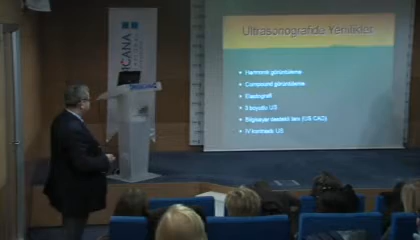 Ultrasonografide Yenilikler
Harmonik görüntüleme
Compound görüntüleme
Elastografi
3 boyutlu US
Bilgisayar destekli tanı (US CAD)
IV kontrastlı US